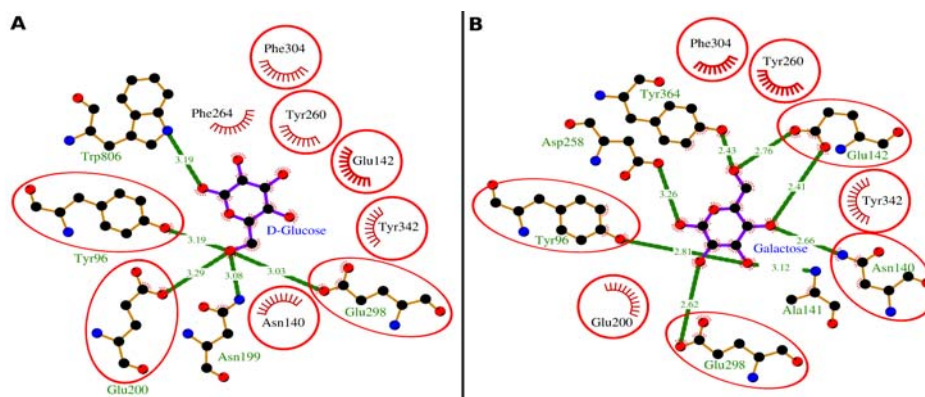 A
Phe304
Phe264
Tyr260
Trp806
3.19
Glu142
Tyr342
D-Glucose
Tyr96
3.19
3.29
3.08
3.03
Asn140
Glu298
Glu200
Asn199
B
Phe304
Tyr260
Tyr364
Asp258
2.43
2.76
Glu142
3.26
2.41
Tyr342
Tyr96
2.81
Galactose
2.66
3.12
Asn140
Glu200
Ala141
2.62
Glu298